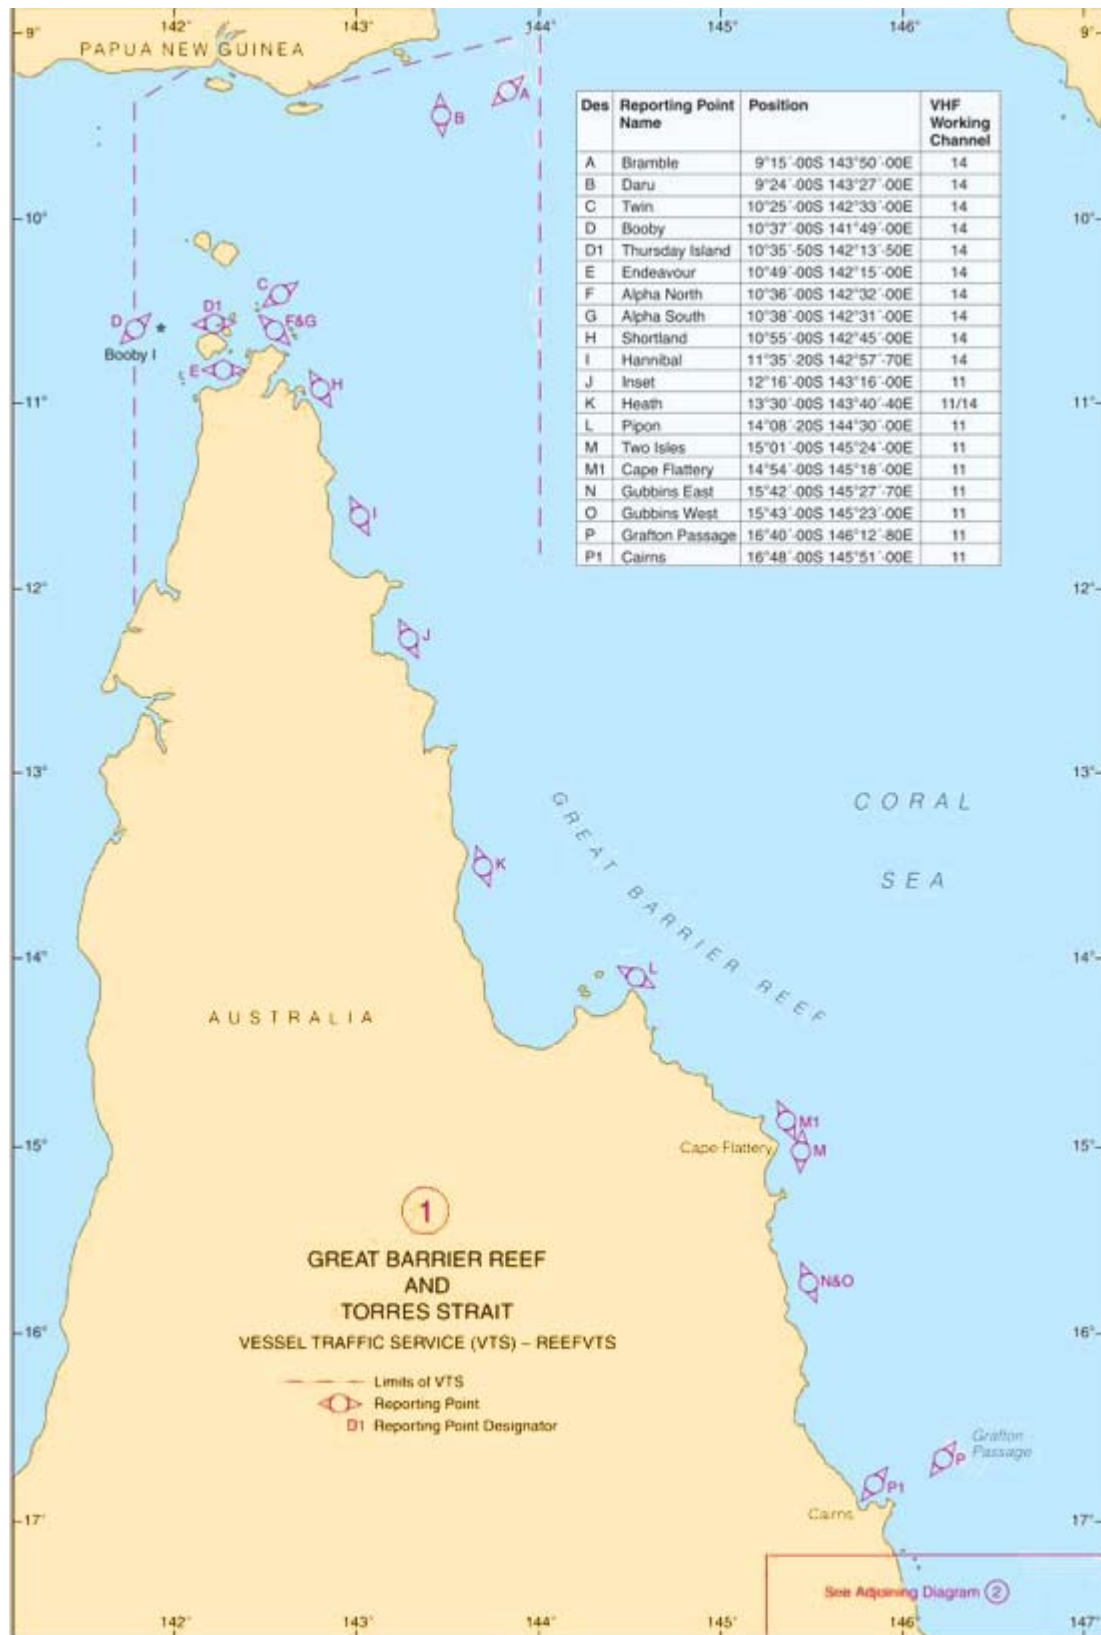 142° 143° 144° 145° 146°
9° 9°
PAPUA NEW GUINEA
A
B
Des Reporting Point Name Position VHF Working Channel
A Bramble 9°15´·00S 143°50´·00E 14
B Daru 9°24´·00S 143°27´·00E 14
C Twin 10°25´·00S 142°33´·00E 14
D Booby 10°37´·00S 141°49´·00E 14
D1 Thursday Island 10°35´·50S 142°13´·50E 14
E Endeavour 10°49´·00S 142°15´·00E 14
F Alpha North 10°36´·00S 142°32´·00E 14
G Alpha South 10°38´·00S 142°31´·00E 14
H Shortland 10°55´·00S 142°45´·00E 14
I Hannibal 11°35´·20S 142°57´·70E 14
J Inset 12°16´·00S 143°16´·00E 11
K Heath 13°30´·00S 143°40´·40E 11/14
L Pipon 14°08´·20S 144°30´·00E 11
M Two Isles 15°01´·00S 145°24´·00E 11
M1 Cape Flattery 14°54´·00S 145°18´·00E 11
N Gubbins East 15°42´·00S 145°27´·70E 11
O Gubbins West 15°43´·00S 145°23´·00E 11
P Grafton Passage 16°40´·00S 146°12´·80E 11
P1 Cairns 16°48´·00S 145°51´·00E 11
10° 10°
C
D D1 F&G
Booby I
E H
11° 11°
I
12° 12°
J
13° 13°
CORAL
SEA
GREAT BARRIER REEF
K
14° 14°
L
AUSTRALIA
M1
Cape Flattery M
15° 15°
1
GREAT BARRIER REEF
AND
TORRES STRAIT
VESSEL TRAFFIC SERVICE (VTS) – REEFVTS
N&O
16° 16°
Limits of VTS
Reporting Point
D1 Reporting Point Designator
Grafton
Passage
P
P1
Cairns
17° 17°
See Adjoining Diagram 2
142° 143° 144° 145° 146°